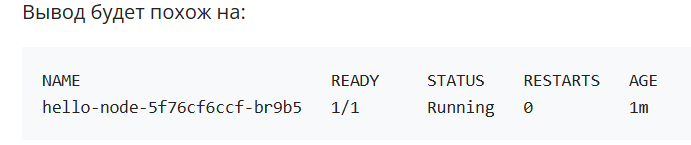 Вывод будет похож на:
NAME READY STATUS RESTARTS AGE
hello-node-5f76cf6ccf-br9b5 1/1 Running 0 1m